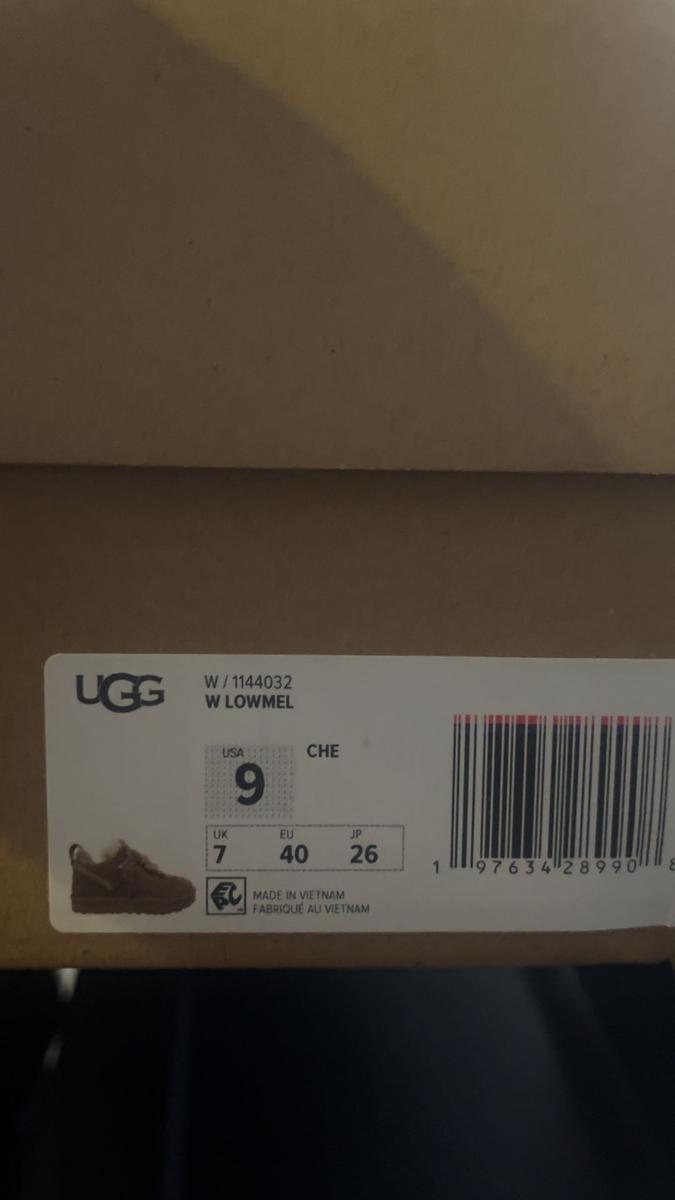 UGG
W / 1144032
W LOWMEL
USA
9
CHE
UK EU JP
7 40 26
MADE IN VIETNAM
FABRIQUÉ AU VIETNAM
1 97634 28990 8